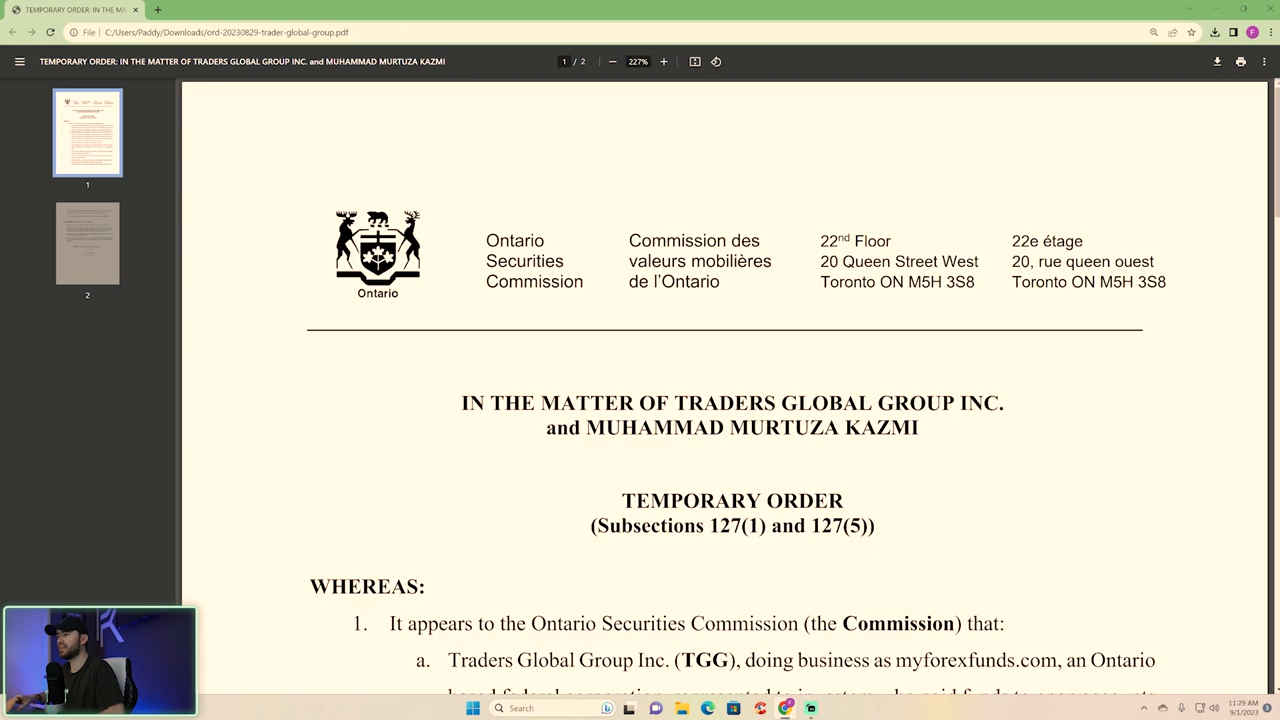 TEMPORARY ORDER: IN THE M
File
C:/Users/Paddy/Downloads/ord-20230829-trader-global-group.pdf
F
TEMPORARY ORDER: IN THE MATTER OF TRADERS GLOBAL GROUP INC. and MUHAMMAD MURTUZA KAZMI
1 / 2
227%
1
2
Ontario
Ontario
Securities
Commission
Commission des
valeurs mobilières
de l'Ontario
22nd Floor
20 Queen Street West
Toronto ON M5H 3S8
22e étage
20, rue queen ouest
Toronto ON M5H 3S8
IN THE MATTER OF TRADERS GLOBAL GROUP INC.
and MUHAMMAD MURTUZA KAZMI
TEMPORARY ORDER
(Subsections 127(1) and 127(5))
WHEREAS:
1. It appears to the Ontario Securities Commission (the Commission) that:
a. Traders Global Group Inc. (TGG), doing business as myforexfunds.com, an Ontario
Search
11:29 AM
9/1/2023